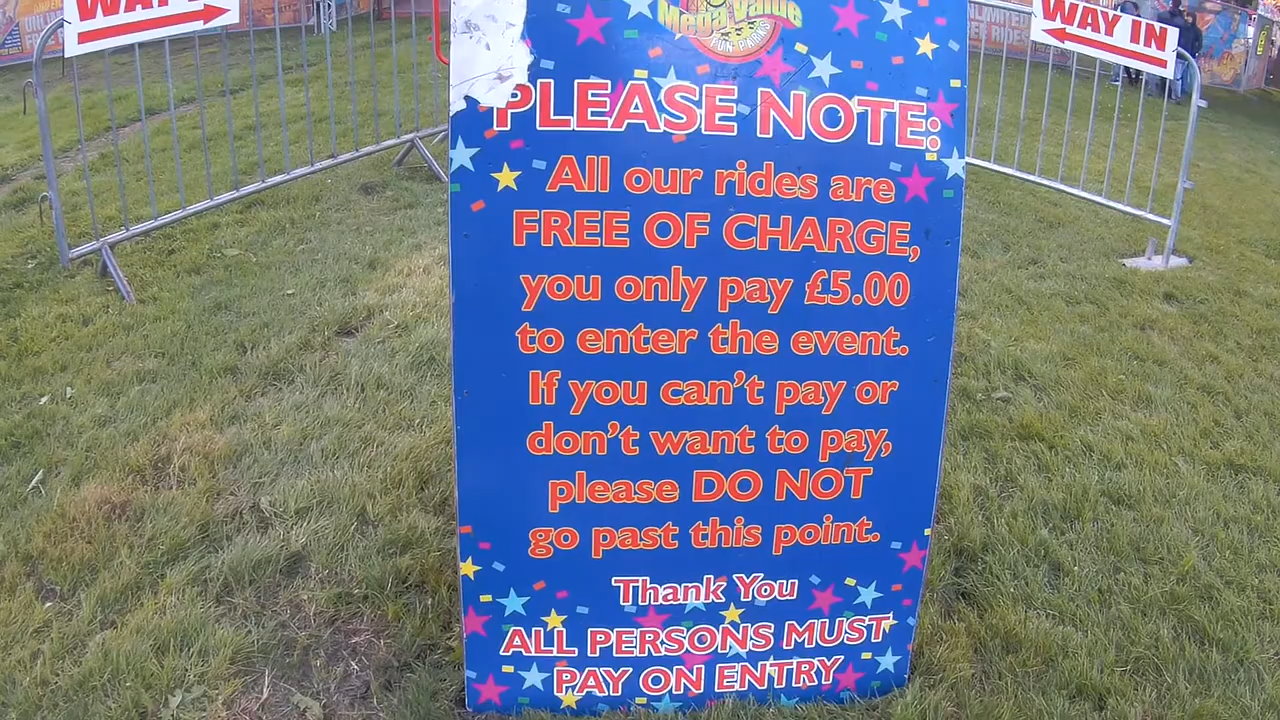 WAY IN
Mega Value
FUN PARKS
PLEASE NOTE:
All our rides are
FREE OF CHARGE,
you only pay £5.00
to enter the event.
If you can't pay or
don't want to pay,
please DO NOT
go past this point.
Thank You
ALL PERSONS MUST
PAY ON ENTRY